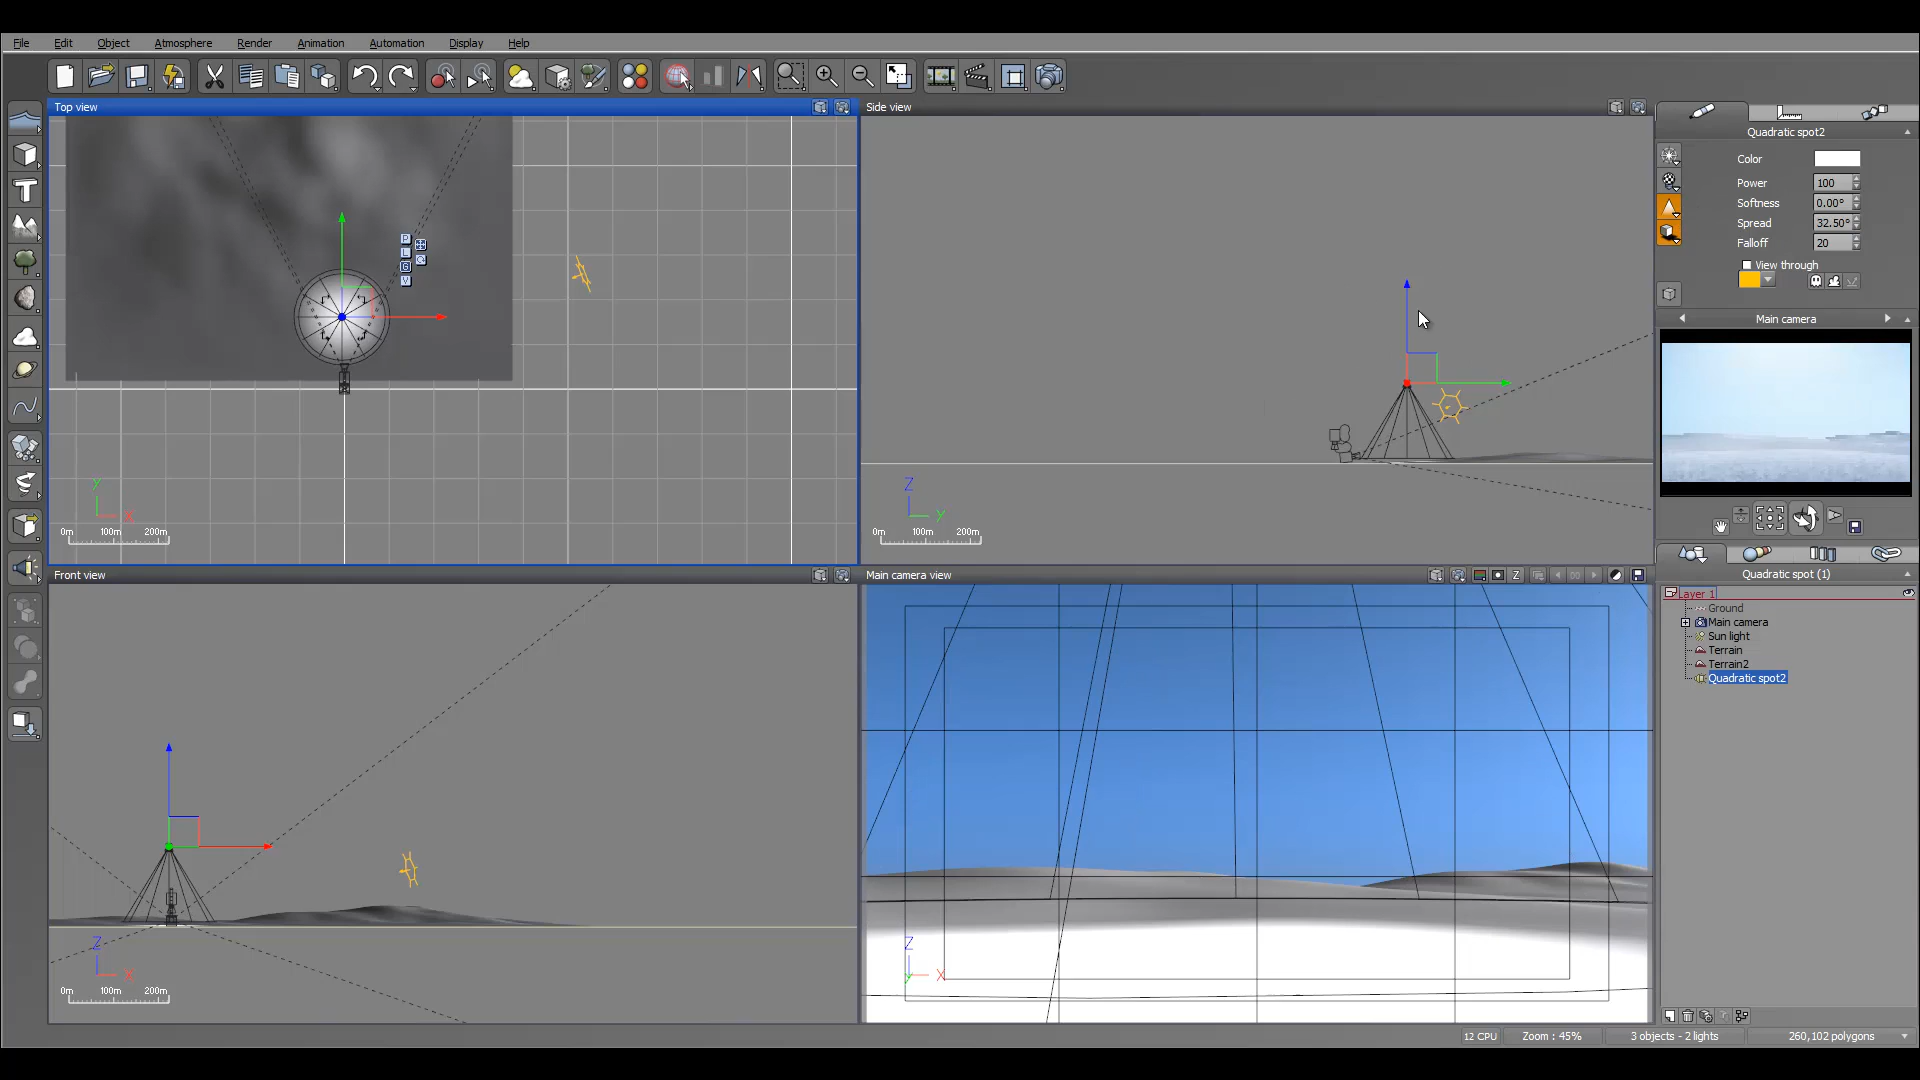 File Edit Object Atmosphere Render Animation Automation Display Help
Top view
Side view
Quadratic spot2
Color
Power 100
Softness 0.00°
Spread 32.50°
Falloff 20
View through
Main camera
P
L
G
V
y
x
0m 100m 200m
Z
y
0m 100m 200m
Front view
Main camera view
Z
Quadratic spot (1)
Layer 1
Ground
Main camera
Sun light
Terrain
Terrain2
Quadratic spot2
Z
X
0m 100m 200m
Z
y
X
12 CPU Zoom : 45% 3 objects - 2 lights 260,102 polygons